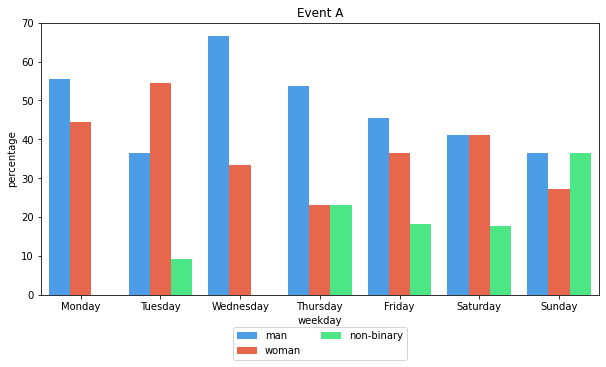 Event A
percentage
70
60
50
40
30
20
10
0
Monday Tuesday Wednesday Thursday Friday Saturday Sunday
weekday
man non-binary
woman